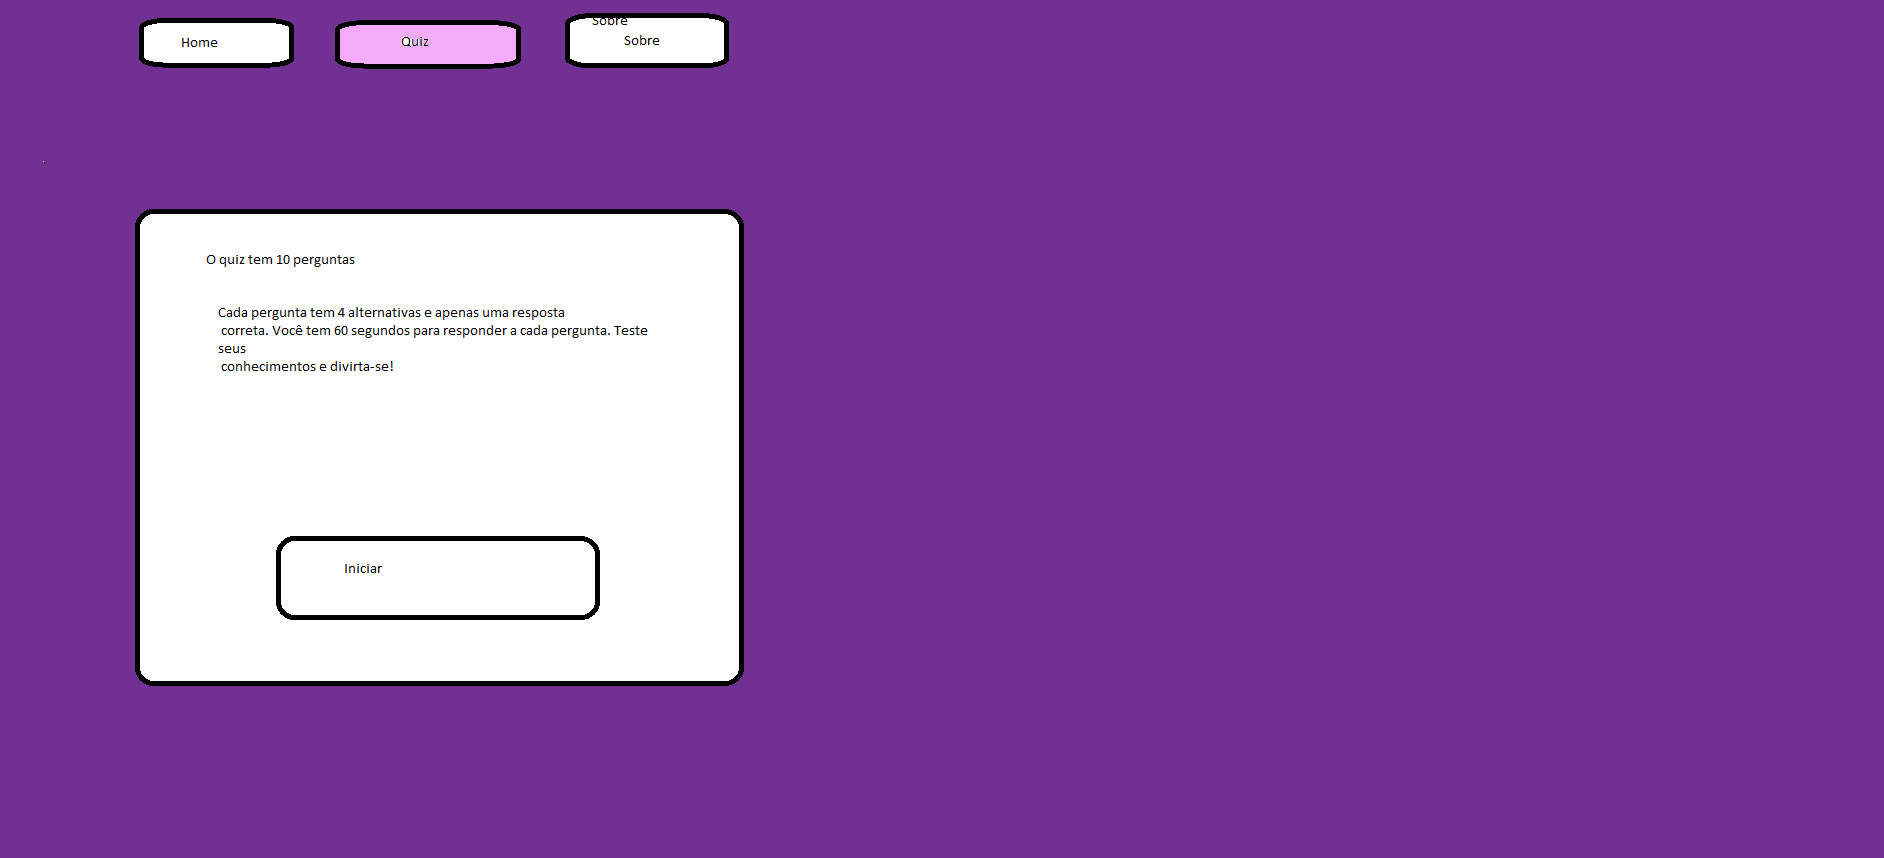 Home
Quiz
Sobre
Sobre
O quiz tem 10 perguntas
Cada pergunta tem 4 alternativas e apenas uma resposta
correta. Você tem 60 segundos para responder a cada pergunta. Teste
seus
conhecimentos e divirta-se!
Iniciar